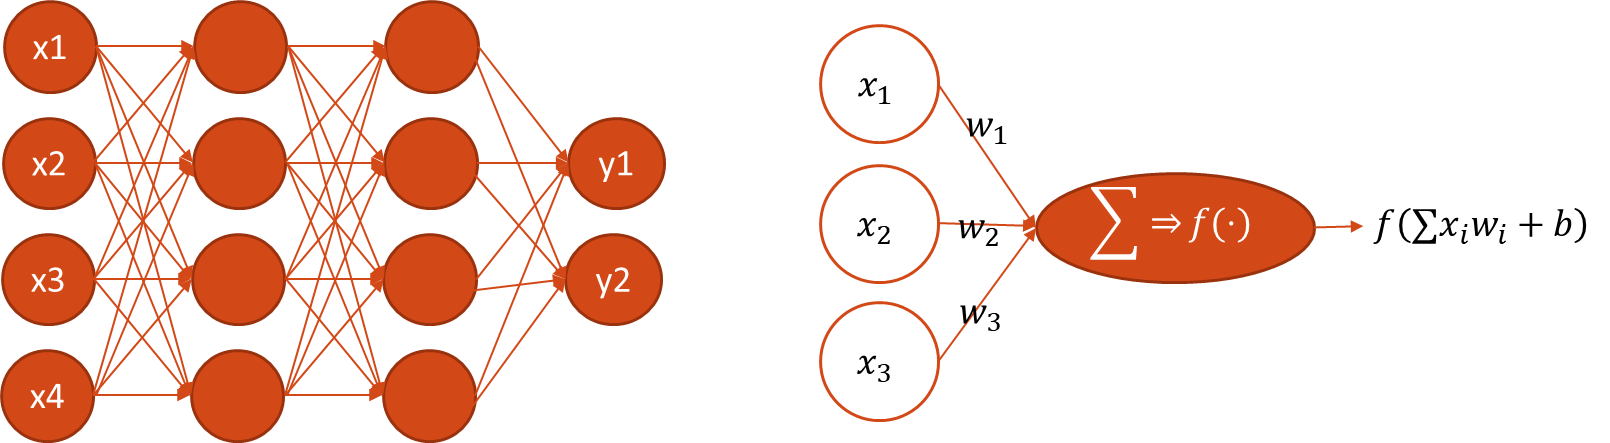 x1
x2
x3
x4
y1
y2
x₁
x₂
x₃
w₁
w₂
w₃
∑ ⇒ f(·)
f(∑xᵢwᵢ + b)